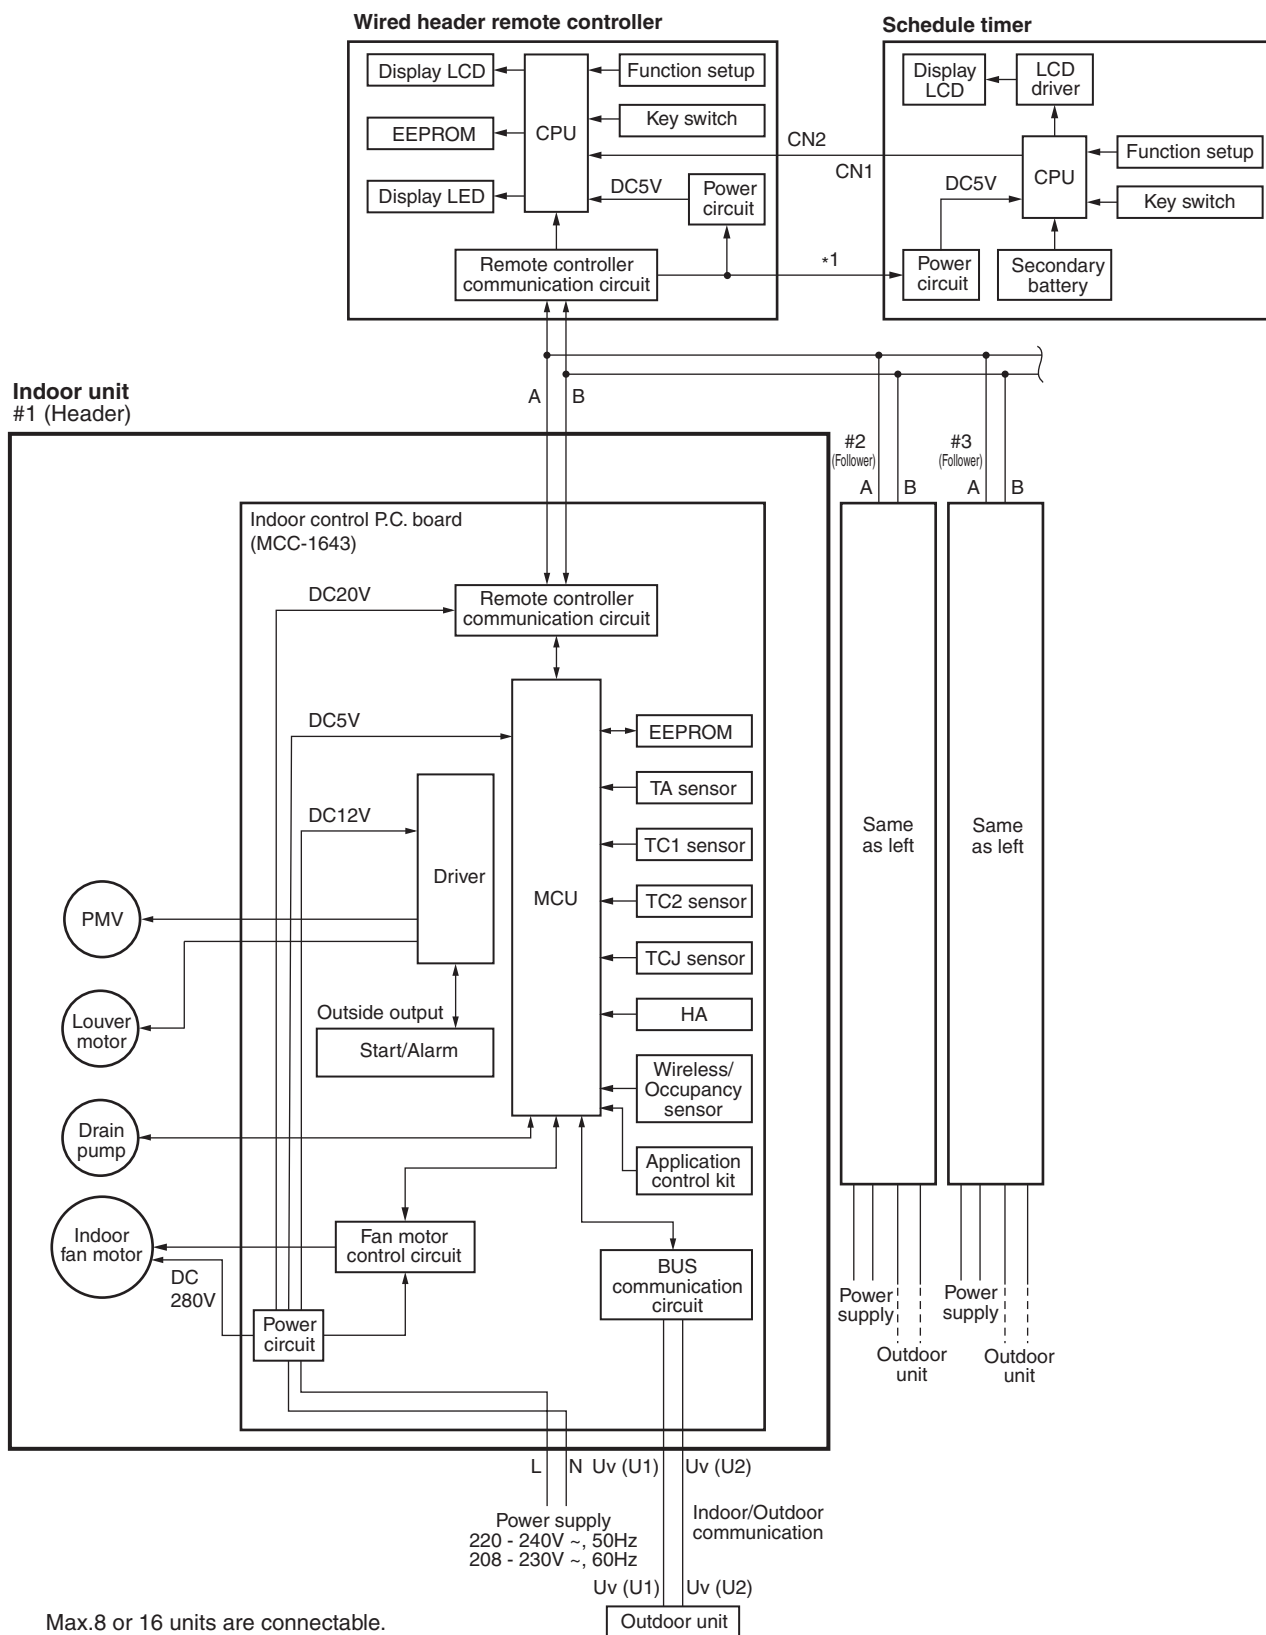 Wired header remote controller
Schedule timer
Display LCD
CPU
Function setup
EEPROM
Key switch
Display LED
DC5V
Power
circuit
Remote controller
communication circuit
CN2
CN1
*1
Display
LCD
LCD
driver
CPU
Function setup
DC5V
Key switch
Power
circuit
Secondary
battery
A
B
Indoor unit
#1 (Header)
#2
(Follower)
A
B
#3
(Follower)
A
B
Indoor control P.C. board
(MCC-1643)
DC20V
Remote controller
communication circuit
DC5V
EEPROM
TA sensor
DC12V
TC1 sensor
Driver
MCU
TC2 sensor
PMV
TCJ sensor
Louver
motor
Outside output
Start/Alarm
HA
Wireless/
Occupancy
sensor
Drain
pump
Application
control kit
Indoor
fan motor
Fan motor
control circuit
BUS
communication
circuit
DC
280V
Power
circuit
Same
as left
Same
as left
Power
supply
Outdoor
unit
Power
supply
Outdoor
unit
L
N
Uv (U1)
Uv (U2)
Power supply
220 - 240V ~, 50Hz
208 - 230V ~, 60Hz
Indoor/Outdoor
communication
Uv (U1)
Uv (U2)
Outdoor unit
Max.8 or 16 units are connectable.